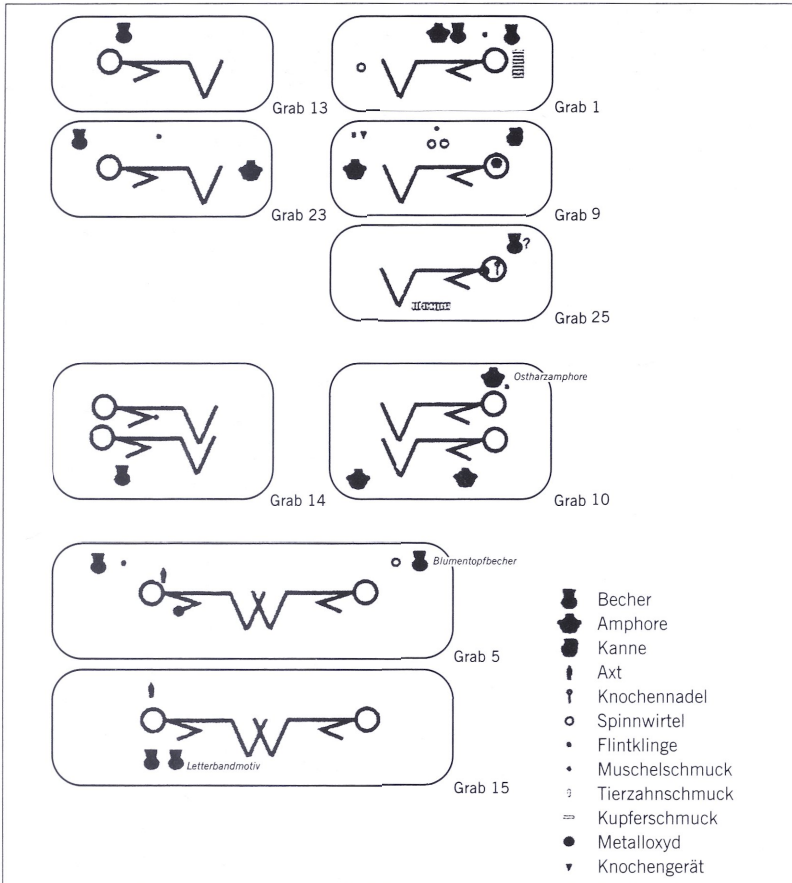 Grab 13
Grab 1
Grab 23
Grab 9
?
Grab 25
Ostharzamphore
Grab 14
Grab 10
Blumentopfbecher
Grab 5
Letterbandmotiv
Grab 15
Becher
Amphore
Kanne
Axt
Knochennadel
Spinnwirtel
Flintklinge
Muschelschmuck
Tierzahnschmuck
Kupferschmuck
Metalloxyd
Knochengerät